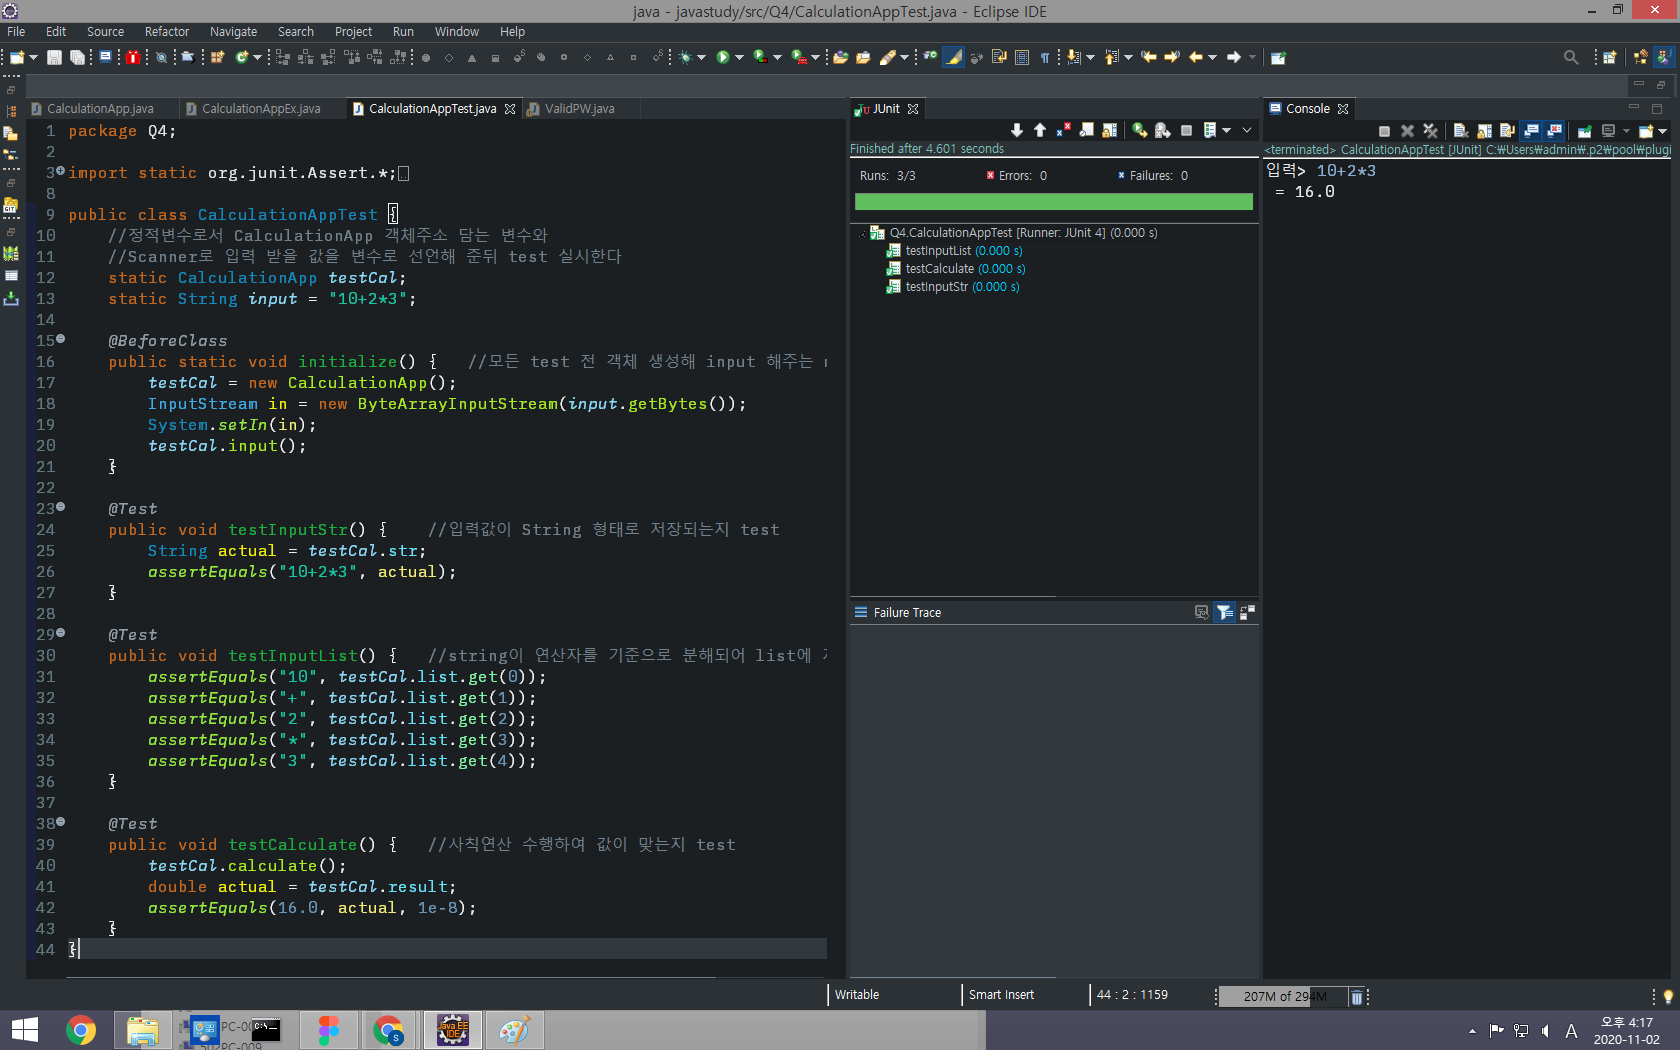 java - javastudy/src/Q4/CalculationAppTest.java - Eclipse IDE
File Edit Source Refactor Navigate Search Project Run Window Help
CalculationApp.java CalculationAppEx.java CalculationAppTest.java ValidPW.java
1 package Q4;
2
3 import static org.junit.Assert.*;
8
9 public class CalculationAppTest {
10 //정적변수로서 CalculationApp 객체주소 담는 변수와
11 //Scanner로 입력 받을 값을 변수로 선언해 준뒤 test 실시한다
12 static CalculationApp testCal;
13 static String input = "10+2*3";
14
15 @BeforeClass
16 public static void initialize() { //모든 test 전 객체 생성해 input 해주는
17 testCal = new CalculationApp();
18 InputStream in = new ByteArrayInputStream(input.getBytes());
19 System.setIn(in);
20 testCal.input();
21 }
22
23 @Test
24 public void testInputStr() { //입력값이 String 형태로 저장되는지 test
25 String actual = testCal.str;
26 assertEquals("10+2*3", actual);
27 }
28
29 @Test
30 public void testInputList() { //string이 연산자를 기준으로 분해되어 list에
31 assertEquals("10", testCal.list.get(0));
32 assertEquals("+", testCal.list.get(1));
33 assertEquals("2", testCal.list.get(2));
34 assertEquals("*", testCal.list.get(3));
35 assertEquals("3", testCal.list.get(4));
36 }
37
38 @Test
39 public void testCalculate() { //사칙연산 수행하여 값이 맞는지 test
40 testCal.calculate();
41 double actual = testCal.result;
42 assertEquals(16.0, actual, 1e-8);
43 }
44 }
JUnit
Finished after 4.601 seconds
Runs: 3/3 Errors: 0 Failures: 0
Q4.CalculationAppTest [Runner: JUnit 4] (0.000 s)
testInputList (0.000 s)
testCalculate (0.000 s)
testInputStr (0.000 s)
Failure Trace
Console
<terminated> CalculationAppTest [JUnit] C:₩Users₩admin₩.p2₩pool₩plugi
입력> 10+2*3
= 16.0
Writable Smart Insert 44 : 2 : 1159 207M of 294M
Java EE
IDE
A
오후 4:17
2020-11-02